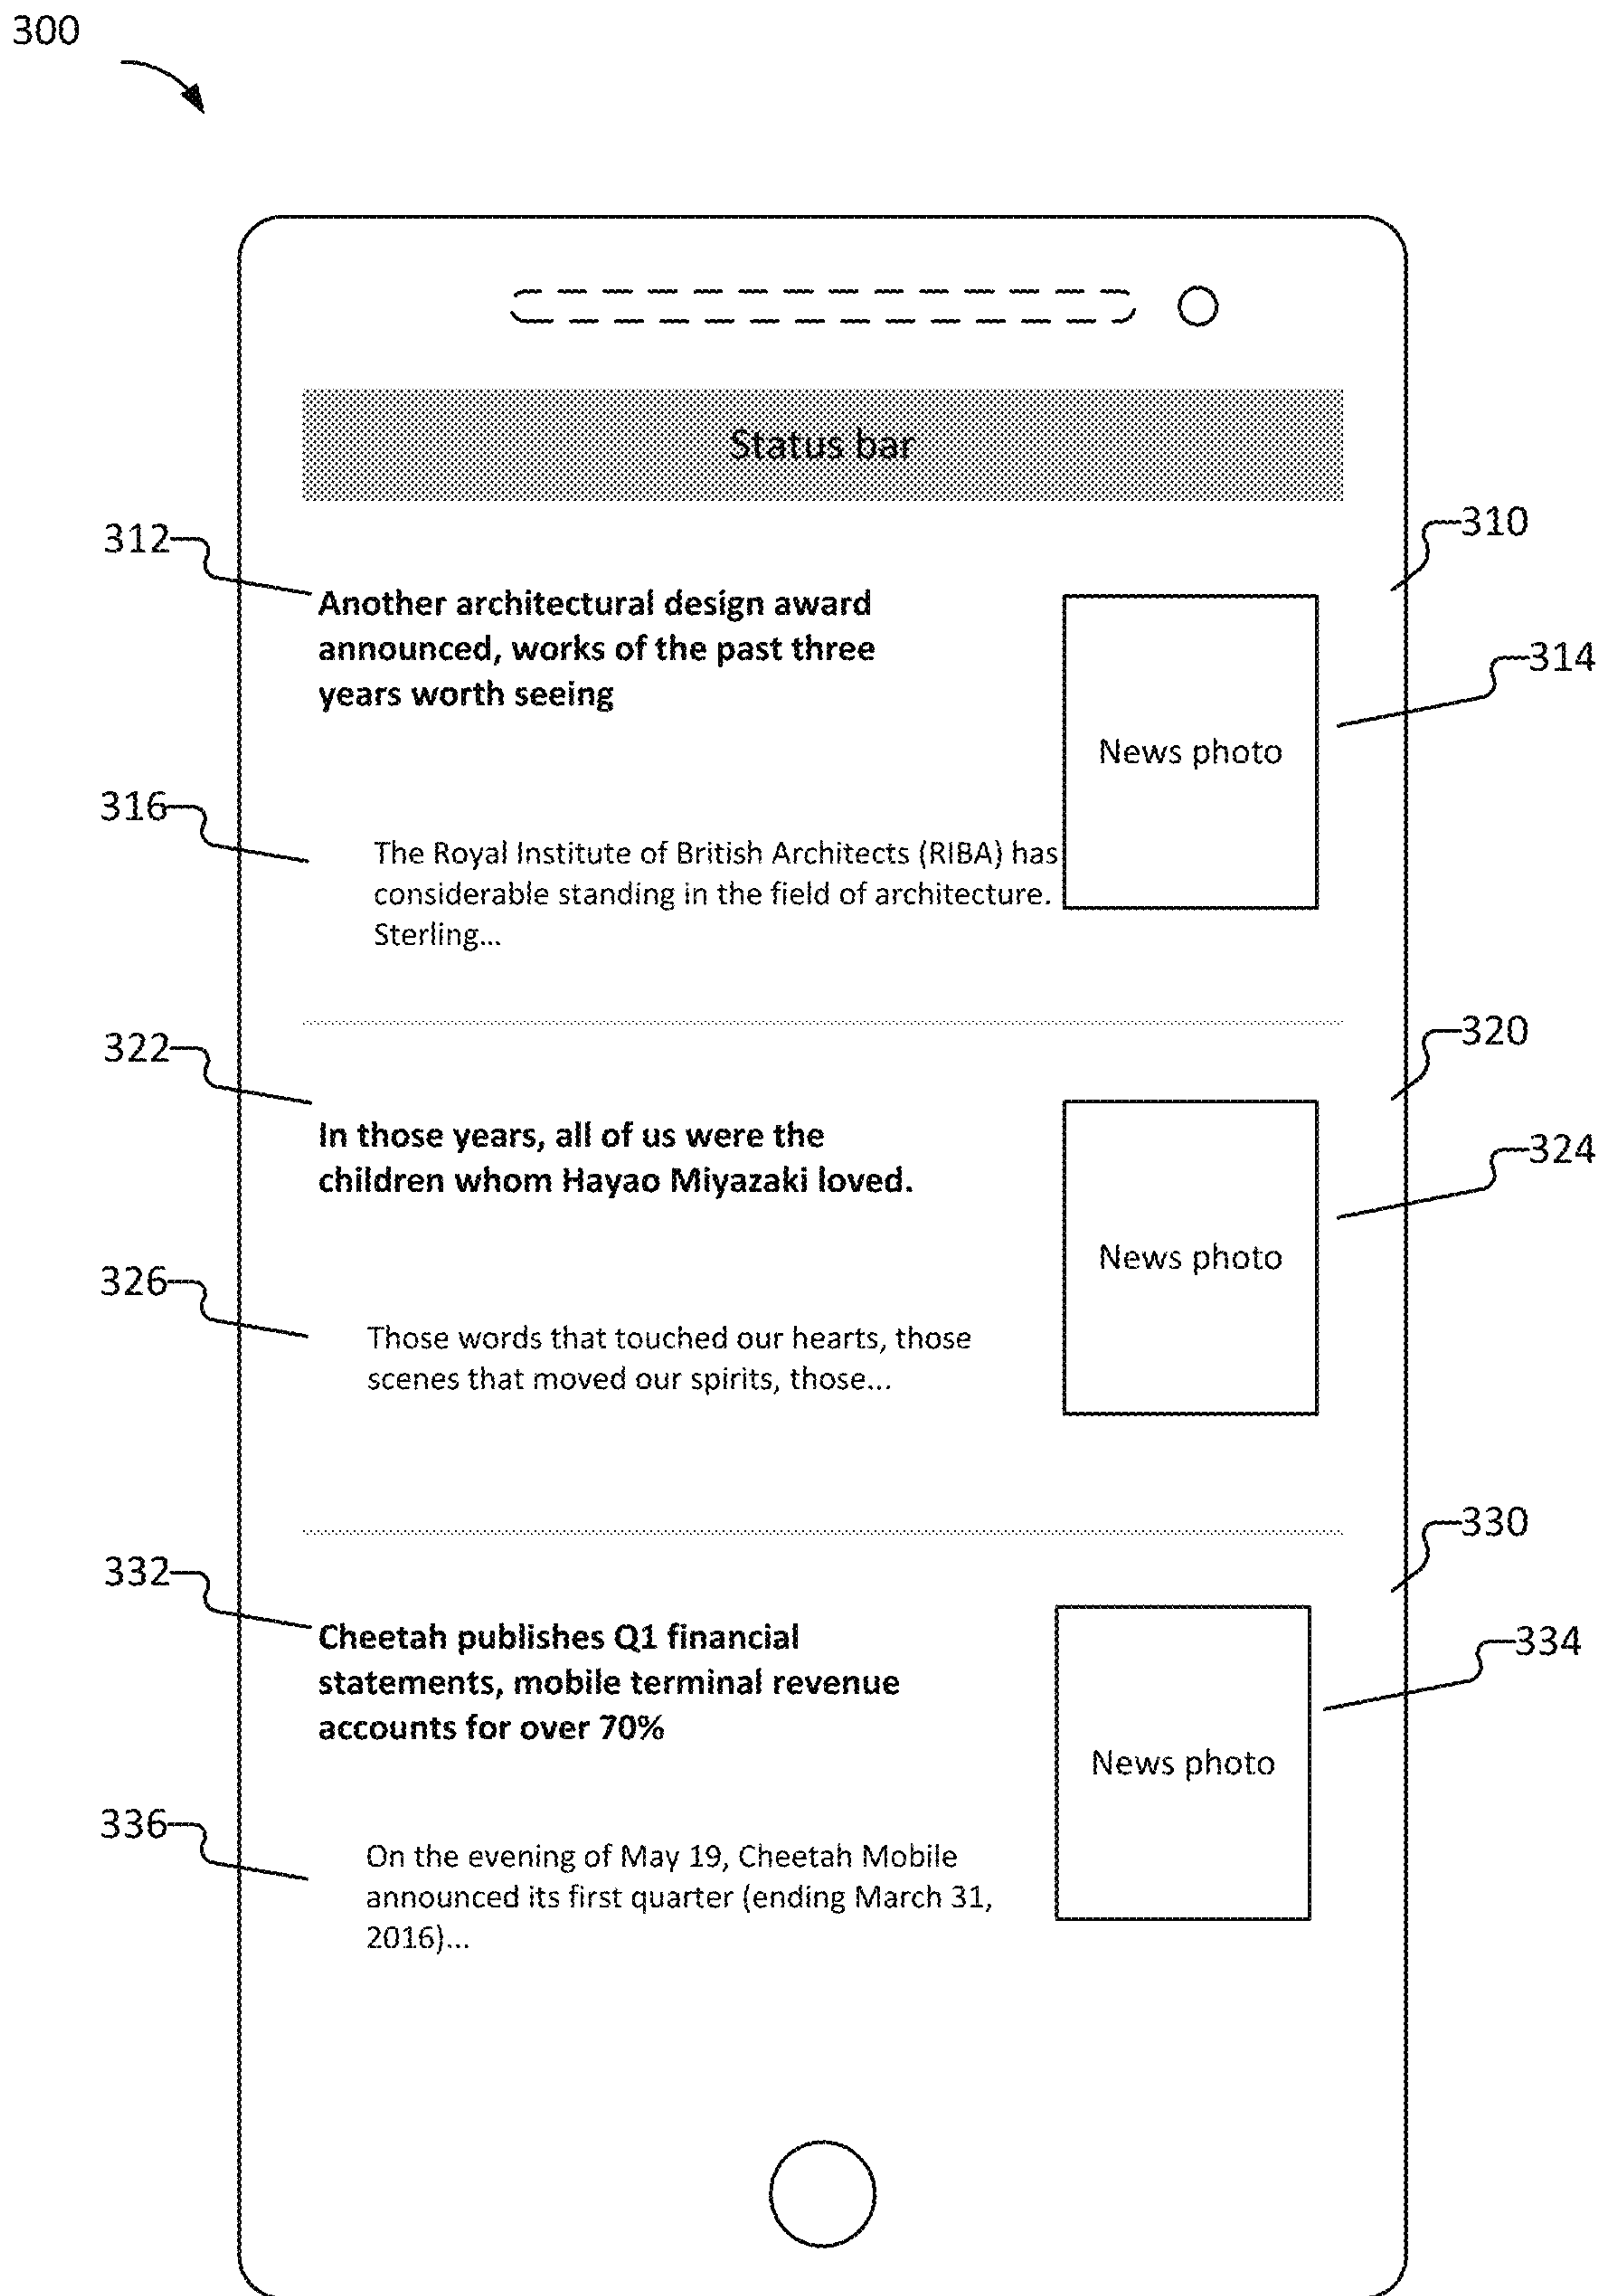 300
Status bar
312
310
Another architectural design award
announced, works of the past three
years worth seeing
314
News photo
316
The Royal Institute of British Architects (RIBA) has
considerable standing in the field of architecture.
Sterling...
322
320
In those years, all of us were the
children whom Hayao Miyazaki loved.
324
News photo
326
Those words that touched our hearts, those
scenes that moved our spirits, those...
332
330
Cheetah publishes Q1 financial
statements, mobile terminal revenue
accounts for over 70%
334
News photo
336
On the evening of May 19, Cheetah Mobile
announced its first quarter (ending March 31,
2016)...